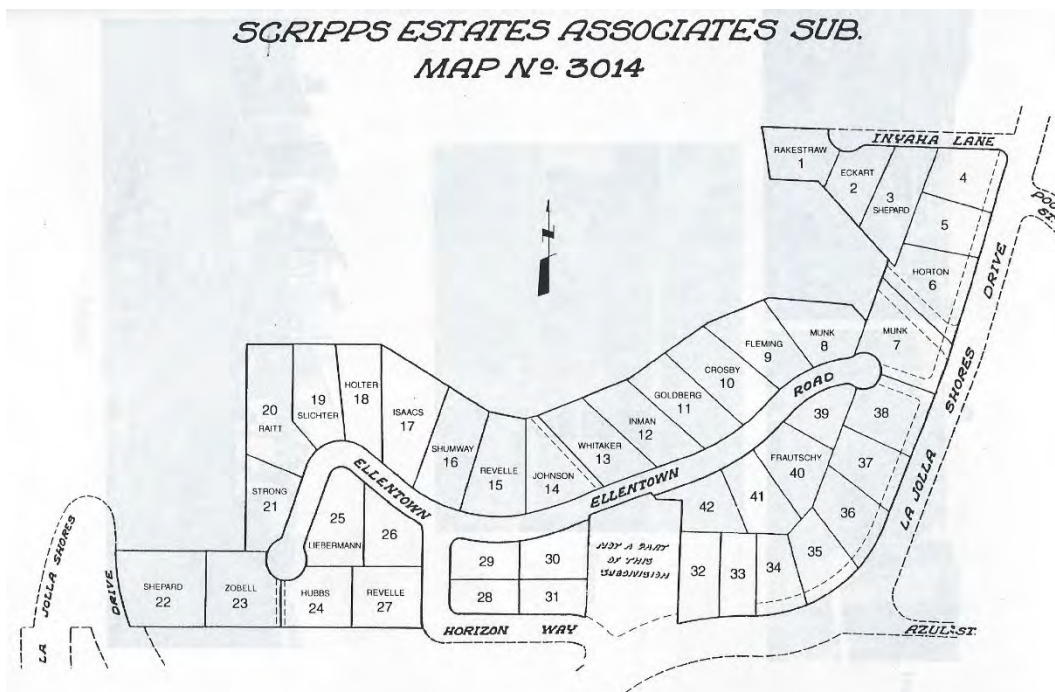 SCRIPPS ESTATES ASSOCIATES SUB.
MAP Nº 3014
INYAHA LANE
RAKESTRAW
1
ECKART
2
3
SHEPARD
4
5
HORTON
6
MUNK
7
MUNK
8
FLEMING
9
CROSBY
10
GOLDBERG
11
INMAN
12
WHITAKER
13
JOHNSON
14
REVELLE
15
SHUMWAY
16
ISAACS
17
HOLTER
18
19
SLICHTER
20
RAITT
STRONG
21
SHEPARD
22
ZOBELL
23
HUBBS
24
25
LIEBERMANN
26
REVELLE
27
28
29
30
31
32
33
34
35
36
37
38
39
FRAUTSCHY
40
41
42
ELLENTOWN
ELLENTOWN
ROAD
NOT A PART
OF THIS
SUBDIVISION
HORIZON WAY
LA JOLLA SHORES
DRIVE
LA JOLLA SHORES DRIVE
LA
AZUL ST.